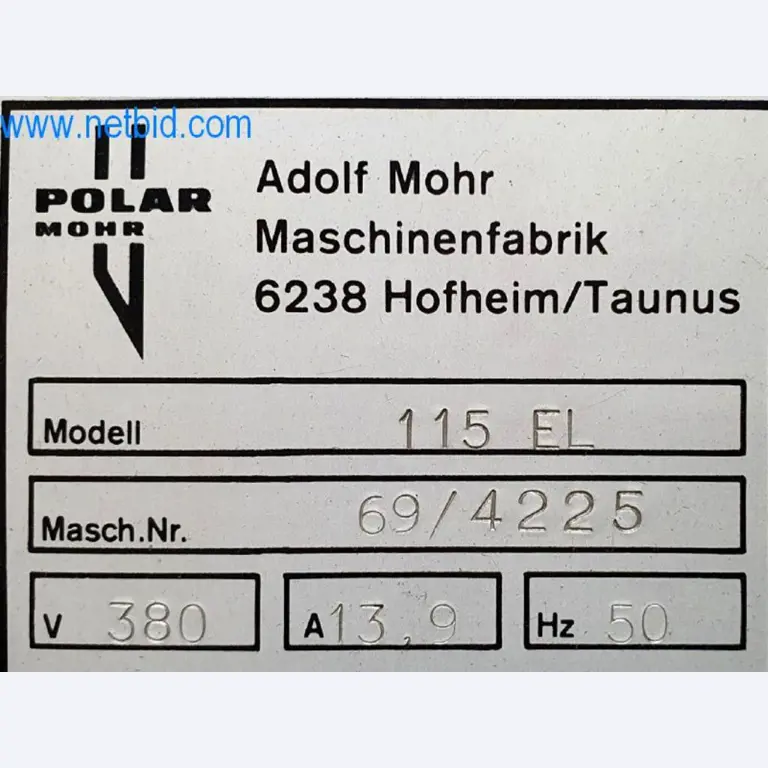 www.netbid.com
POLAR
MOHR
Adolf Mohr
Maschinenfabrik
6238 Hofheim/Taunus
Modell 115 EL
Masch.Nr. 69/4225
V 380 A 13,9 Hz 50